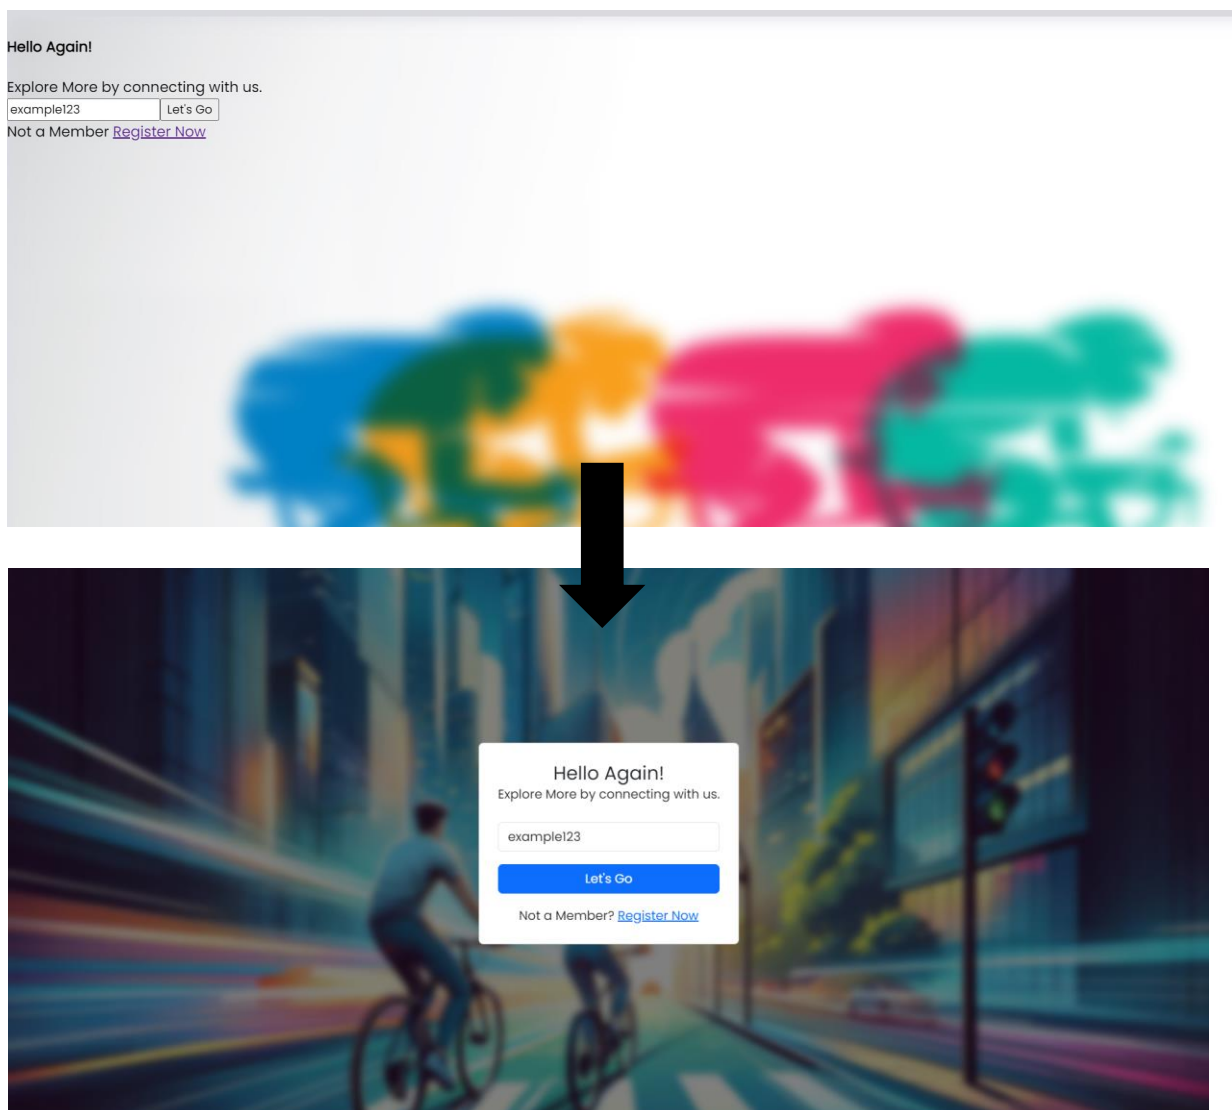 Hello Again!
Explore More by connecting with us.
example123 Let's Go
Not a Member Register Now
Hello Again!
Explore More by connecting with us.
example123
Let's Go
Not a Member? Register Now